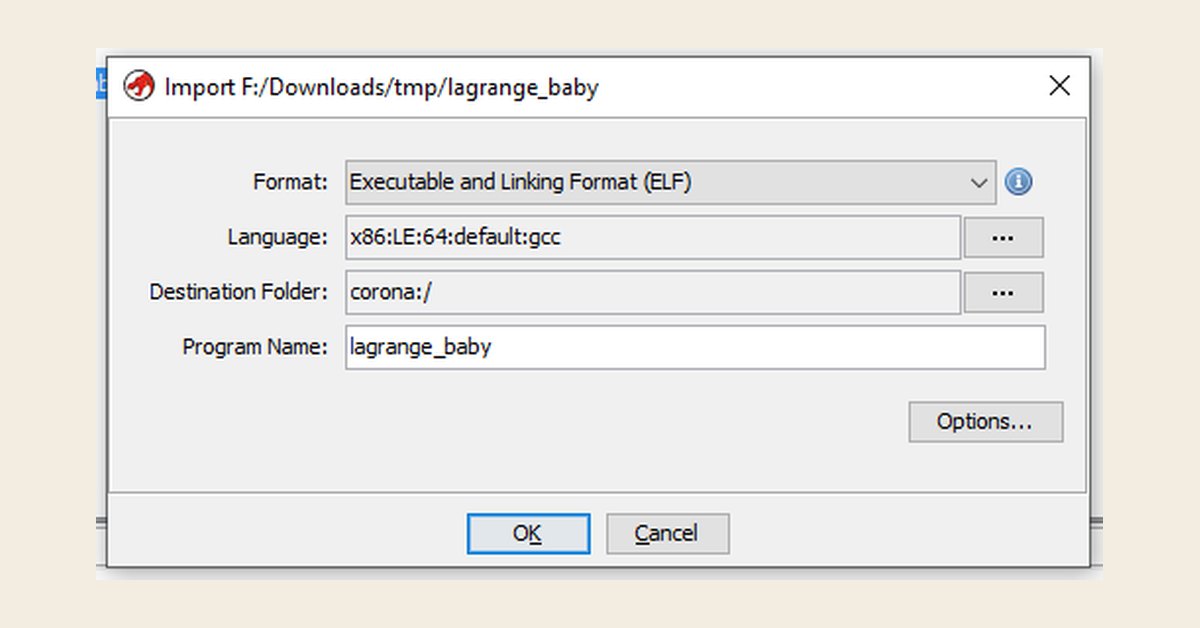 Import F:/Downloads/tmp/lagrange_baby
Format: Executable and Linking Format (ELF)
Language: x86:LE:64:default:gcc ...
Destination Folder: corona:/ ...
Program Name: lagrange_baby
Options...
OK Cancel